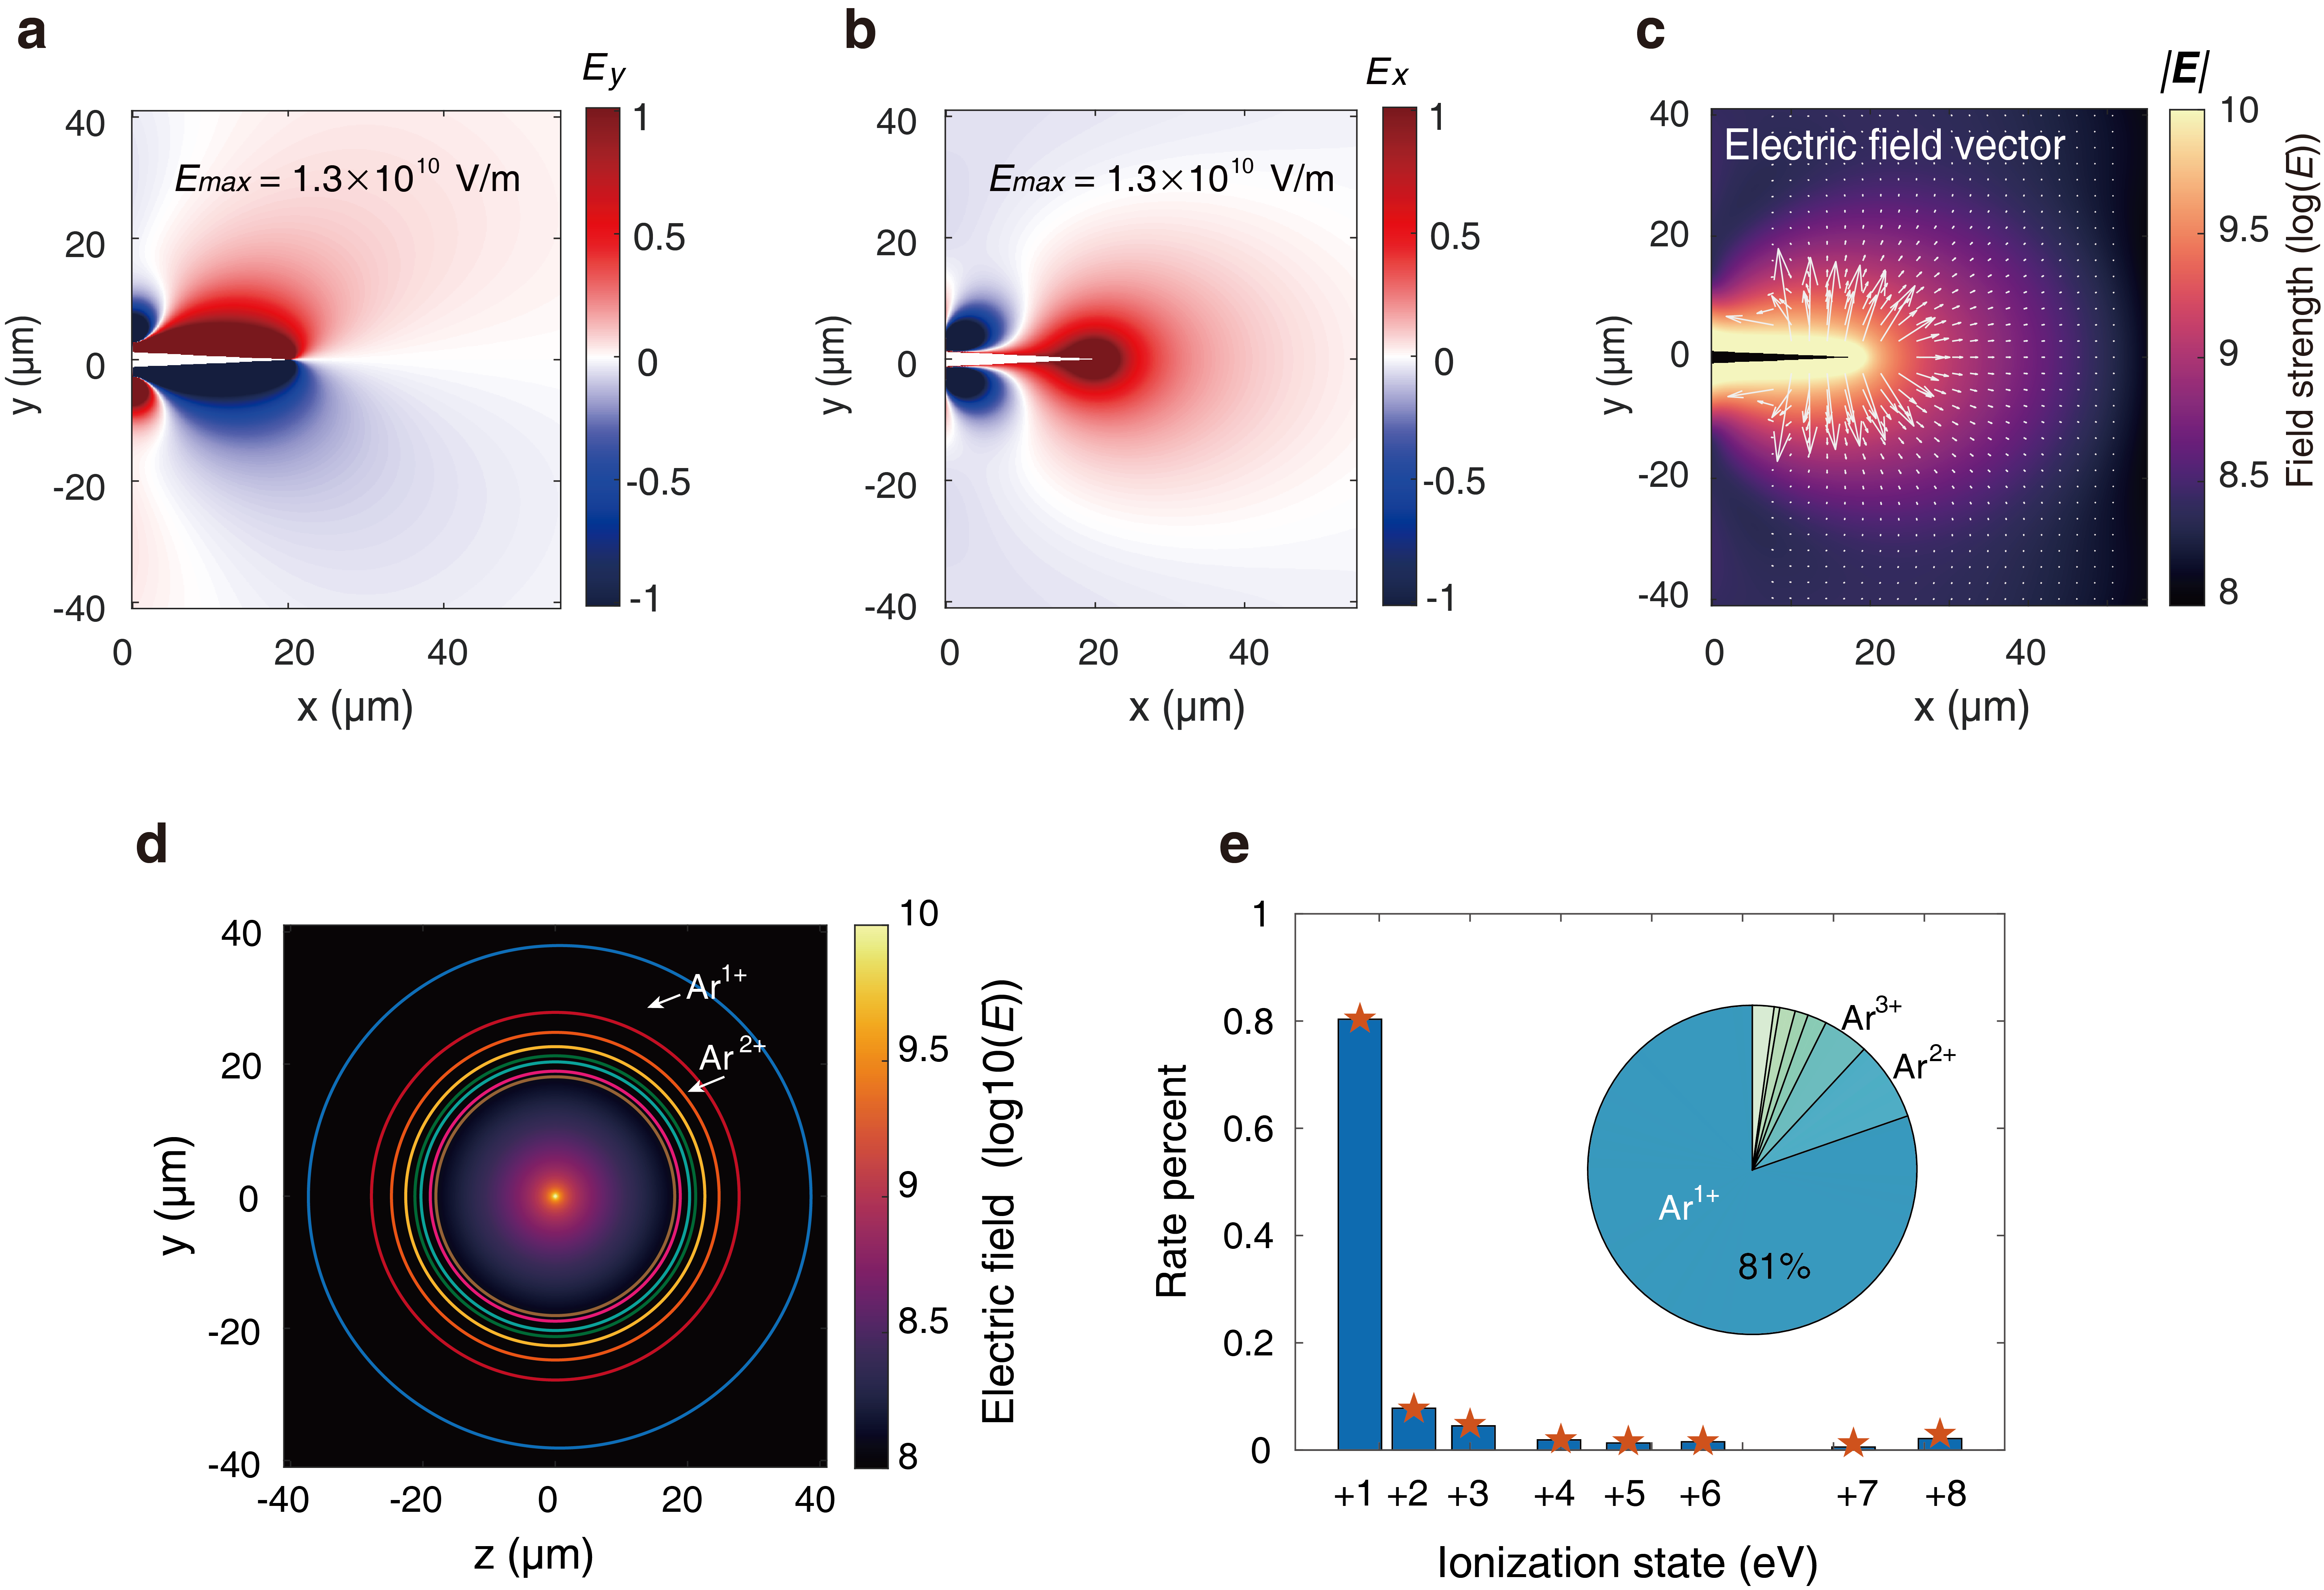 a
Ey
Emax = 1.3×10^10 V/m
40
20
0
-20
-40
0
20
40
x (µm)
y (µm)
1
0.5
0
-0.5
-1
b
Ex
Emax = 1.3×10^10 V/m
40
20
0
-20
-40
0
20
40
x (µm)
y (µm)
1
0.5
0
-0.5
-1
c
|E|
Electric field vector
40
20
0
-20
-40
0
20
40
x (µm)
y (µm)
10
9.5
9
8.5
8
Field strength (log(E))
d
Ar1+
Ar2+
40
20
0
-20
-40
-40
-20
0
20
40
z (µm)
y (µm)
10
9.5
9
8.5
8
Electric field (log10(E))
e
1
0.8
0.6
0.4
0.2
0
Rate percent
Ar3+
Ar2+
Ar1+
81%
+1
+2
+3
+4
+5
+6
+7
+8
Ionization state (eV)